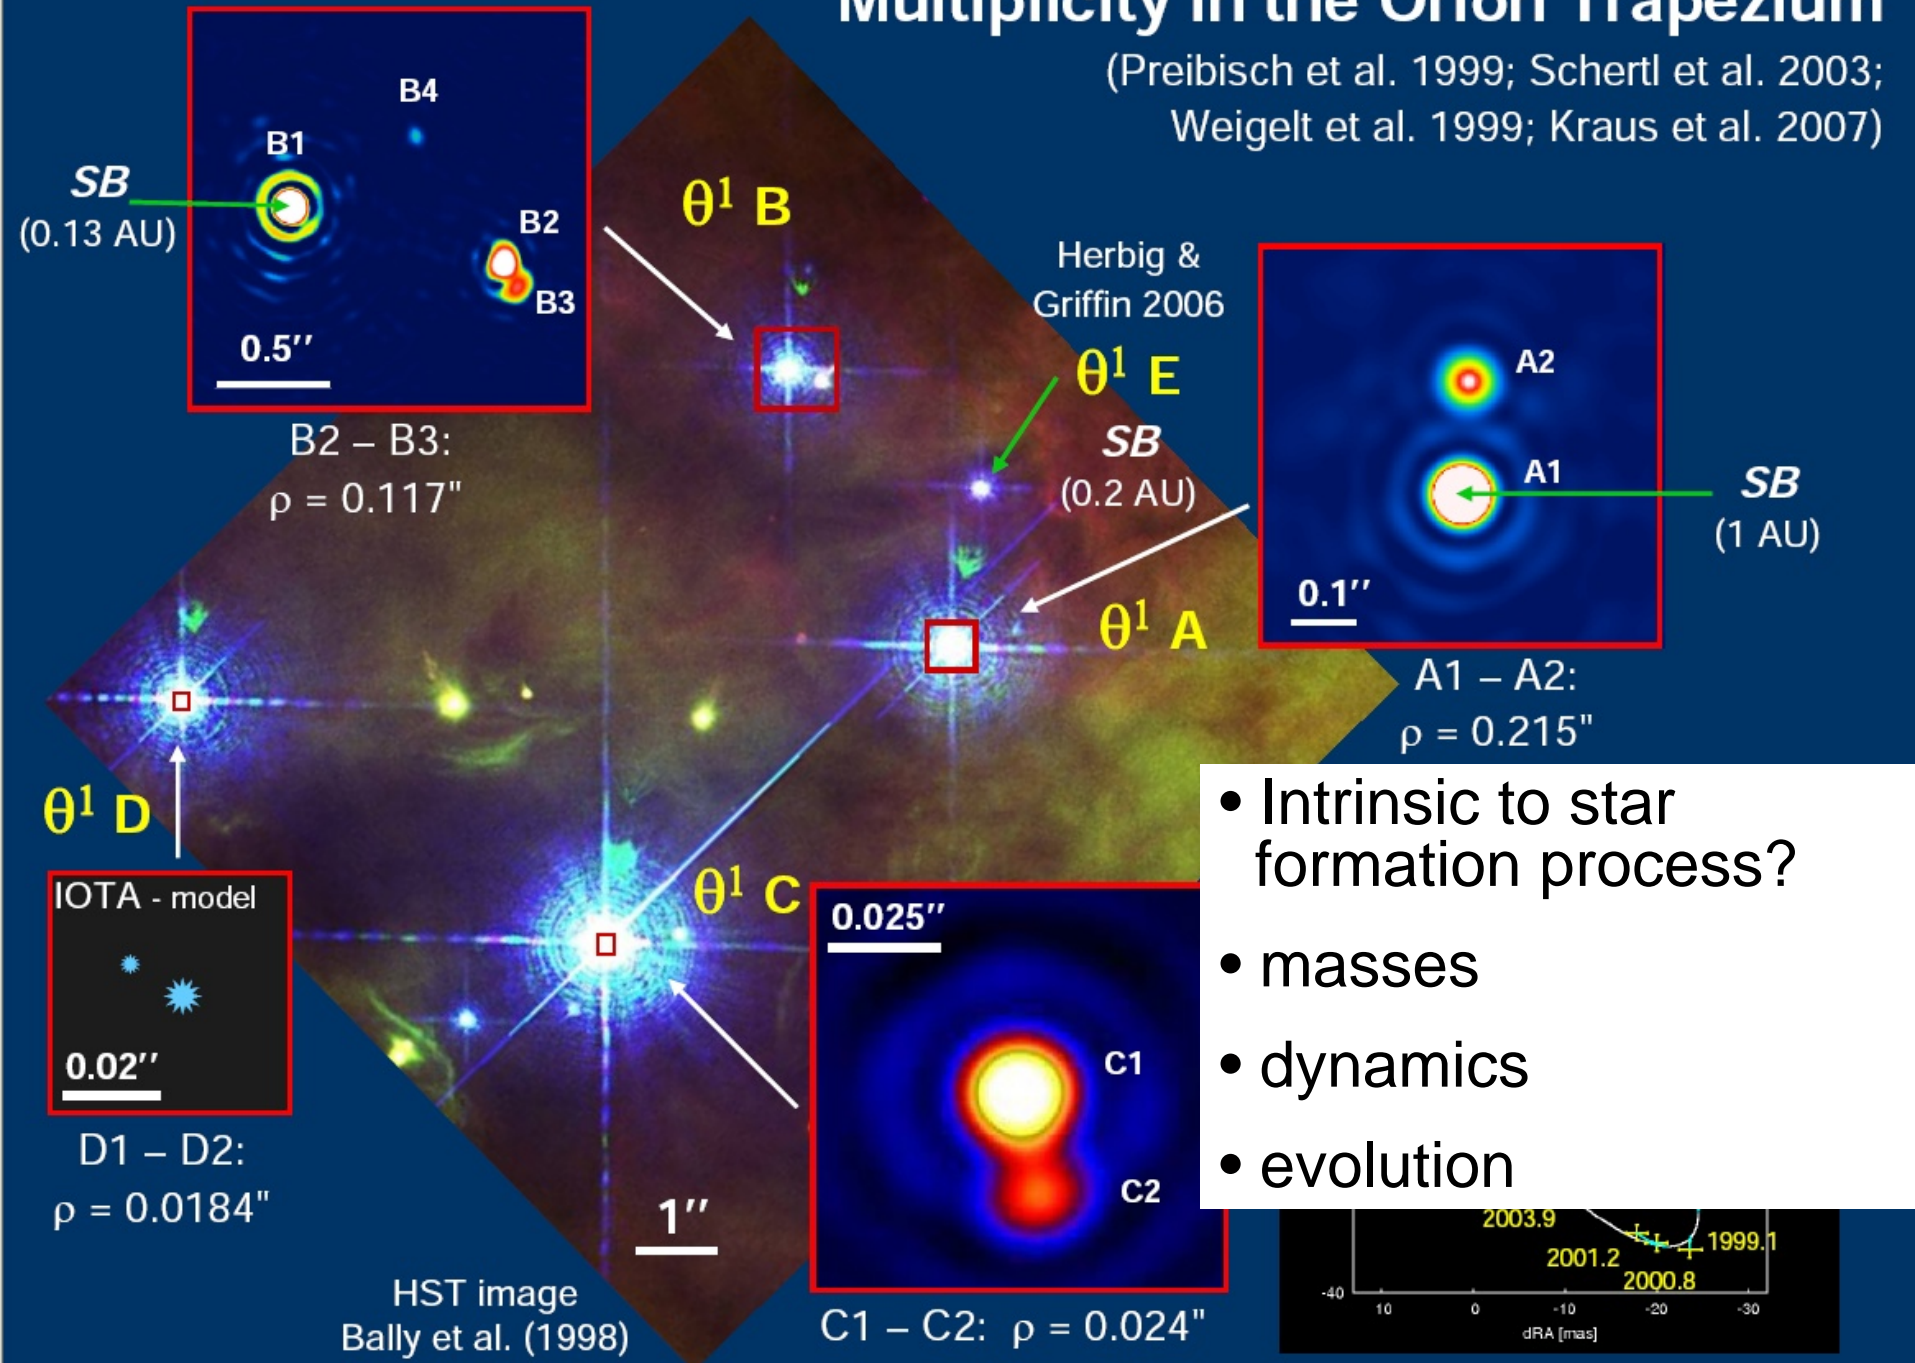 Multiplicity in the Orion Trapezium
(Preibisch et al. 1999; Schertl et al. 2003;
Weigelt et al. 1999; Kraus et al. 2007)
B4
B1
B2
B3
0.5′′
SB
(0.13 AU)
B2 – B3:
ρ = 0.117"
θ¹ B
Herbig &
Griffin 2006
θ¹ E
SB
(0.2 AU)
A2
A1
0.1′′
SB
(1 AU)
A1 – A2:
ρ = 0.215"
θ¹ A
θ¹ D
IOTA - model
0.02′′
D1 – D2:
ρ = 0.0184"
θ¹ C
0.025′′
C1
C2
C1 – C2: ρ = 0.024"
1′′
HST image
Bally et al. (1998)
• Intrinsic to star
formation process?
• masses
• dynamics
• evolution
2003.9
2001.2
2000.8
1999.1
-40
10 0 -10 -20 -30
dRA [mas]